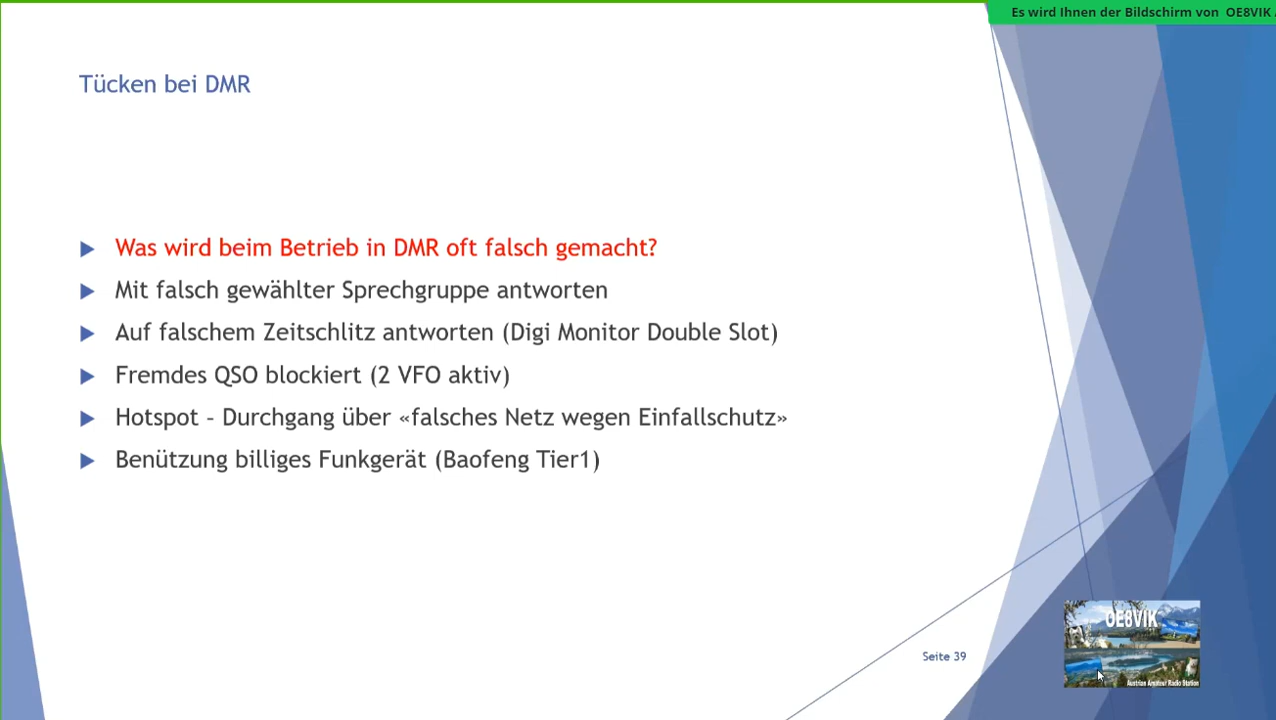 Es wird Ihnen der Bildschirm von OE8VIK
Tücken bei DMR
Was wird beim Betrieb in DMR oft falsch gemacht?
Mit falsch gewählter Sprechgruppe antworten
Auf falschem Zeitschlitz antworten (Digi Monitor Double Slot)
Fremdes QSO blockiert (2 VFO aktiv)
Hotspot – Durchgang über «falsches Netz wegen Einfallschutz»
Benützung billiges Funkgerät (Baofeng Tier1)
OE8VIK
Seite 39
Austrian Amateur Radio Station